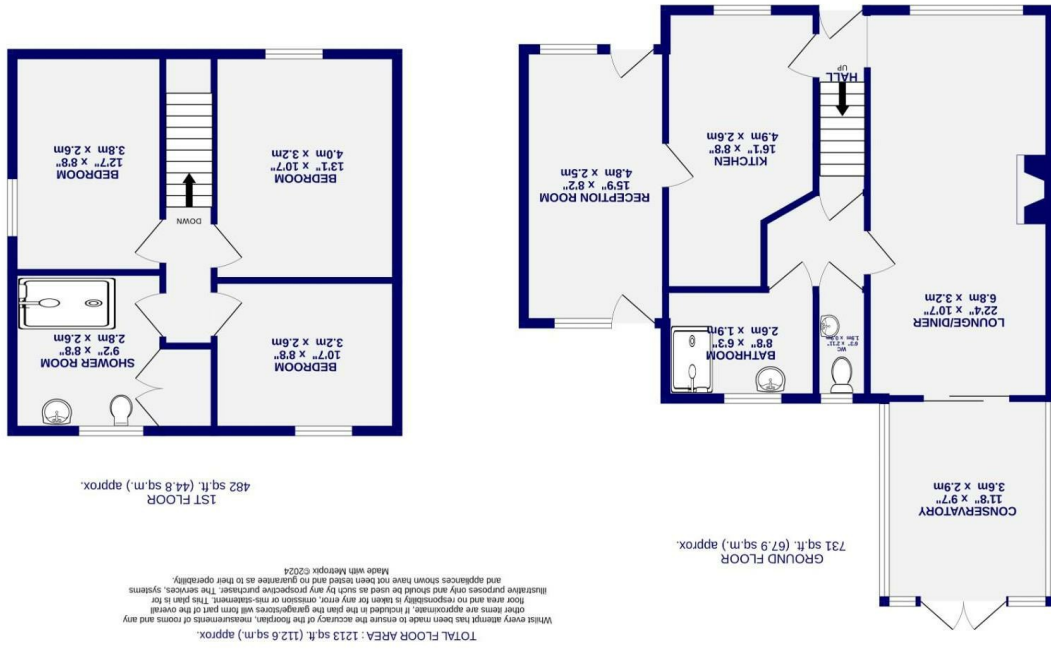 TOTAL FLOOR AREA : 1213 sq.ft. (112.6 sq.m.) approx.
Whilst every attempt has been made to ensure the accuracy of the floorplan, measurements of rooms and any
other items are approximate, If included in the plan the garage/stores will form part of the overall
floor area and no responsibility is taken for any error, omission or mis-statement. This plan is for
illustrative purposes only and should be used as such by any prospective purchaser. The services, systems
and appliances shown have not been tested and no guarantee as to their operability.
Made with Metropix ©2024
GROUND FLOOR
731 sq.ft. (67.9 sq.m.) approx.
CONSERVATORY
11'8" x 9'7"
3.6m x 2.9m
LOUNGE/DINER
22'4" x 10'7"
6.8m x 3.2m
WC
6'3" x 2'11"
1.9m x 0.9m
BATHROOM
8'8" x 6'3"
2.6m x 1.9m
RECEPTION ROOM
15'9" x 8'2"
4.8m x 2.5m
KITCHEN
16'1" x 8'8"
4.9m x 2.6m
HALL
UP
1ST FLOOR
482 sq.ft. (44.8 sq.m.) approx.
BEDROOM
10'7" x 8'8"
3.2m x 2.6m
SHOWER ROOM
9'2" x 8'8"
2.8m x 2.6m
DOWN
BEDROOM
13'1" x 10'7"
4.0m x 3.2m
BEDROOM
12'7" x 8'8"
3.8m x 2.6m